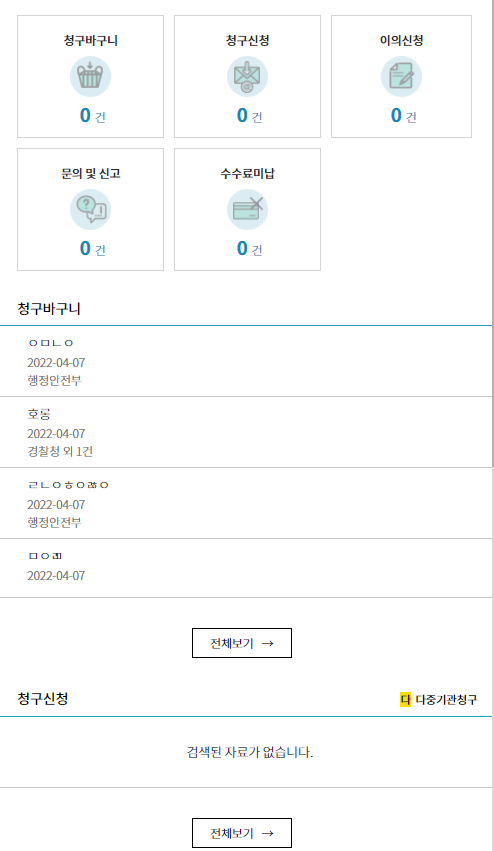 청구바구니
0 건
청구신청
0 건
이의신청
0 건
문의 및 신고
0 건
수수료미납
0 건
청구바구니
ㅇㅁㄴㅇ
2022-04-07
행정안전부
호롱
2022-04-07
경찰청 외 1건
2022-04-07
행정안전부
2022-04-07
전체보기 →
청구신청
다 다중기관청구
검색된 자료가 없습니다.
전체보기 →